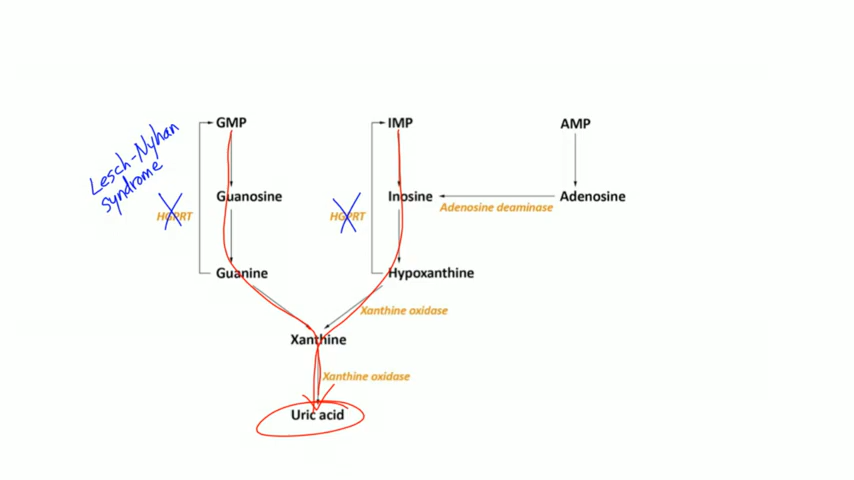 GMP
IMP
AMP
Lesch-Nyhan
syndrome
Guanosine
Inosine
Adenosine
Adenosine deaminase
HGPRT
HGPRT
Guanine
Hypoxanthine
Xanthine oxidase
Xanthine
Xanthine oxidase
Uric acid